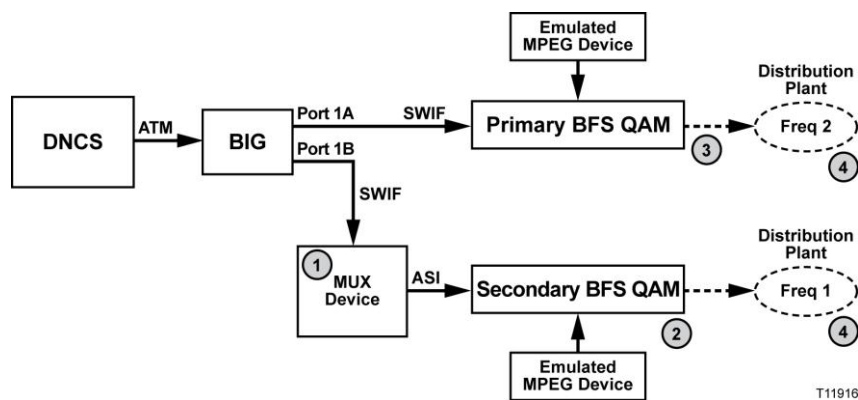 Emulated
MPEG Device
DNCS
ATM
BIG
Port 1A
SWIF
Primary BFS QAM
3
Distribution
Plant
Freq 2
4
Port 1B
SWIF
1
MUX
Device
ASI
Secondary BFS QAM
2
Distribution
Plant
Freq 1
4
Emulated
MPEG Device
T11916